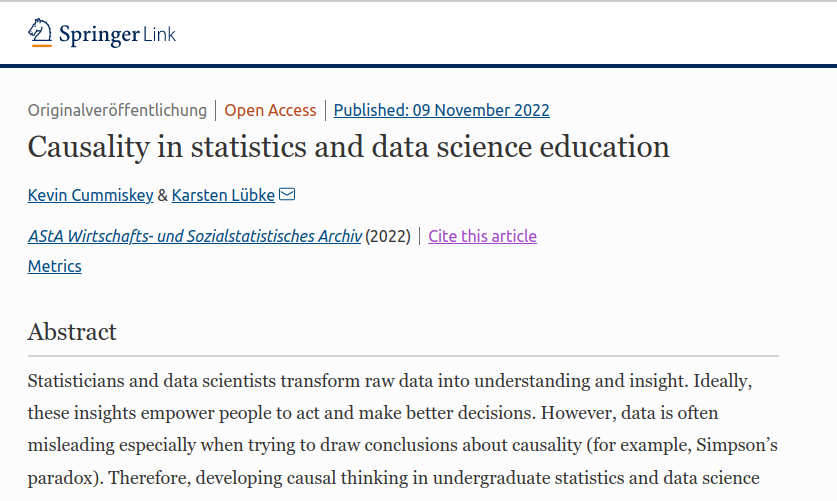 Springer Link
Originalveröffentlichung | Open Access | Published: 09 November 2022
Causality in statistics and data science education
Kevin Cummiskey & Karsten Lübke
AStA Wirtschafts- und Sozialstatistisches Archiv (2022) | Cite this article
Metrics
Abstract
Statisticians and data scientists transform raw data into understanding and insight. Ideally,
these insights empower people to act and make better decisions. However, data is often
misleading especially when trying to draw conclusions about causality (for example, Simpson’s
paradox). Therefore, developing causal thinking in undergraduate statistics and data science